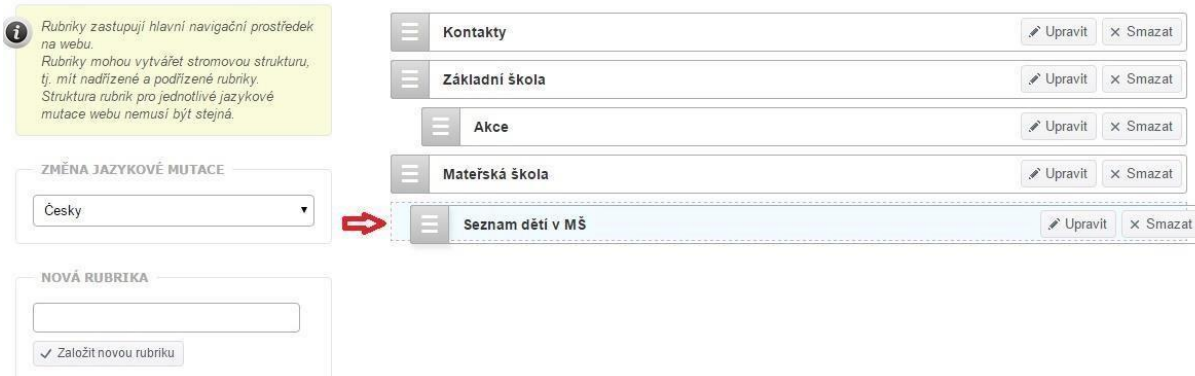 Rubriky zastupují hlavní navigační prostředek
na webu.
Rubriky mohou vytvářet stromovou strukturu,
tj. mít nadřízené a podřízené rubriky.
Struktura rubrik pro jednotlivé jazykové
mutace webu nemusí být stejná.
ZMĚNA JAZYKOVÉ MUTACE
Česky
NOVÁ RUBRIKA
Založit novou rubriku
Kontakty Upravit Smazat
Základní škola Upravit Smazat
Akce Upravit Smazat
Mateřská škola Upravit Smazat
Seznam dětí v MŠ Upravit Smazat